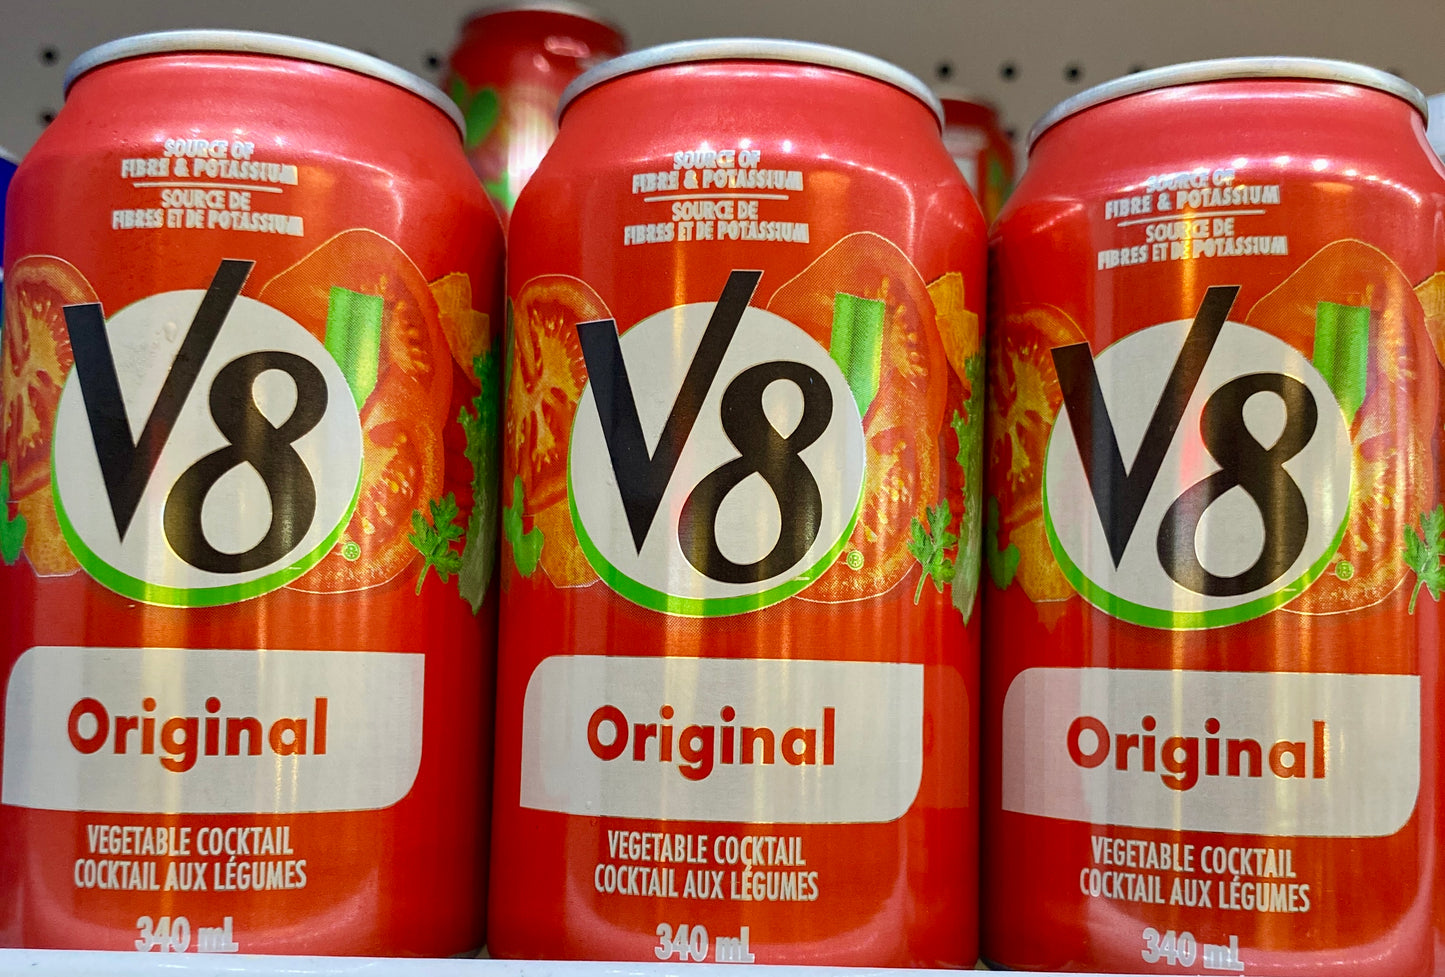 SOURCE OF
FIBRE & POTASSIUM
SOURCE DE
FIBRES ET DE POTASSIUM
V8
®
Original
VEGETABLE COCKTAIL
COCKTAIL AUX LÉGUMES
340 mL
SOURCE OF
FIBRE & POTASSIUM
SOURCE DE
FIBRES ET DE POTASSIUM
V8
®
Original
VEGETABLE COCKTAIL
COCKTAIL AUX LÉGUMES
340 mL
SOURCE OF
FIBRE & POTASSIUM
SOURCE DE
FIBRES ET DE POTASSIUM
V8
®
Original
VEGETABLE COCKTAIL
COCKTAIL AUX LÉGUMES
340 mL